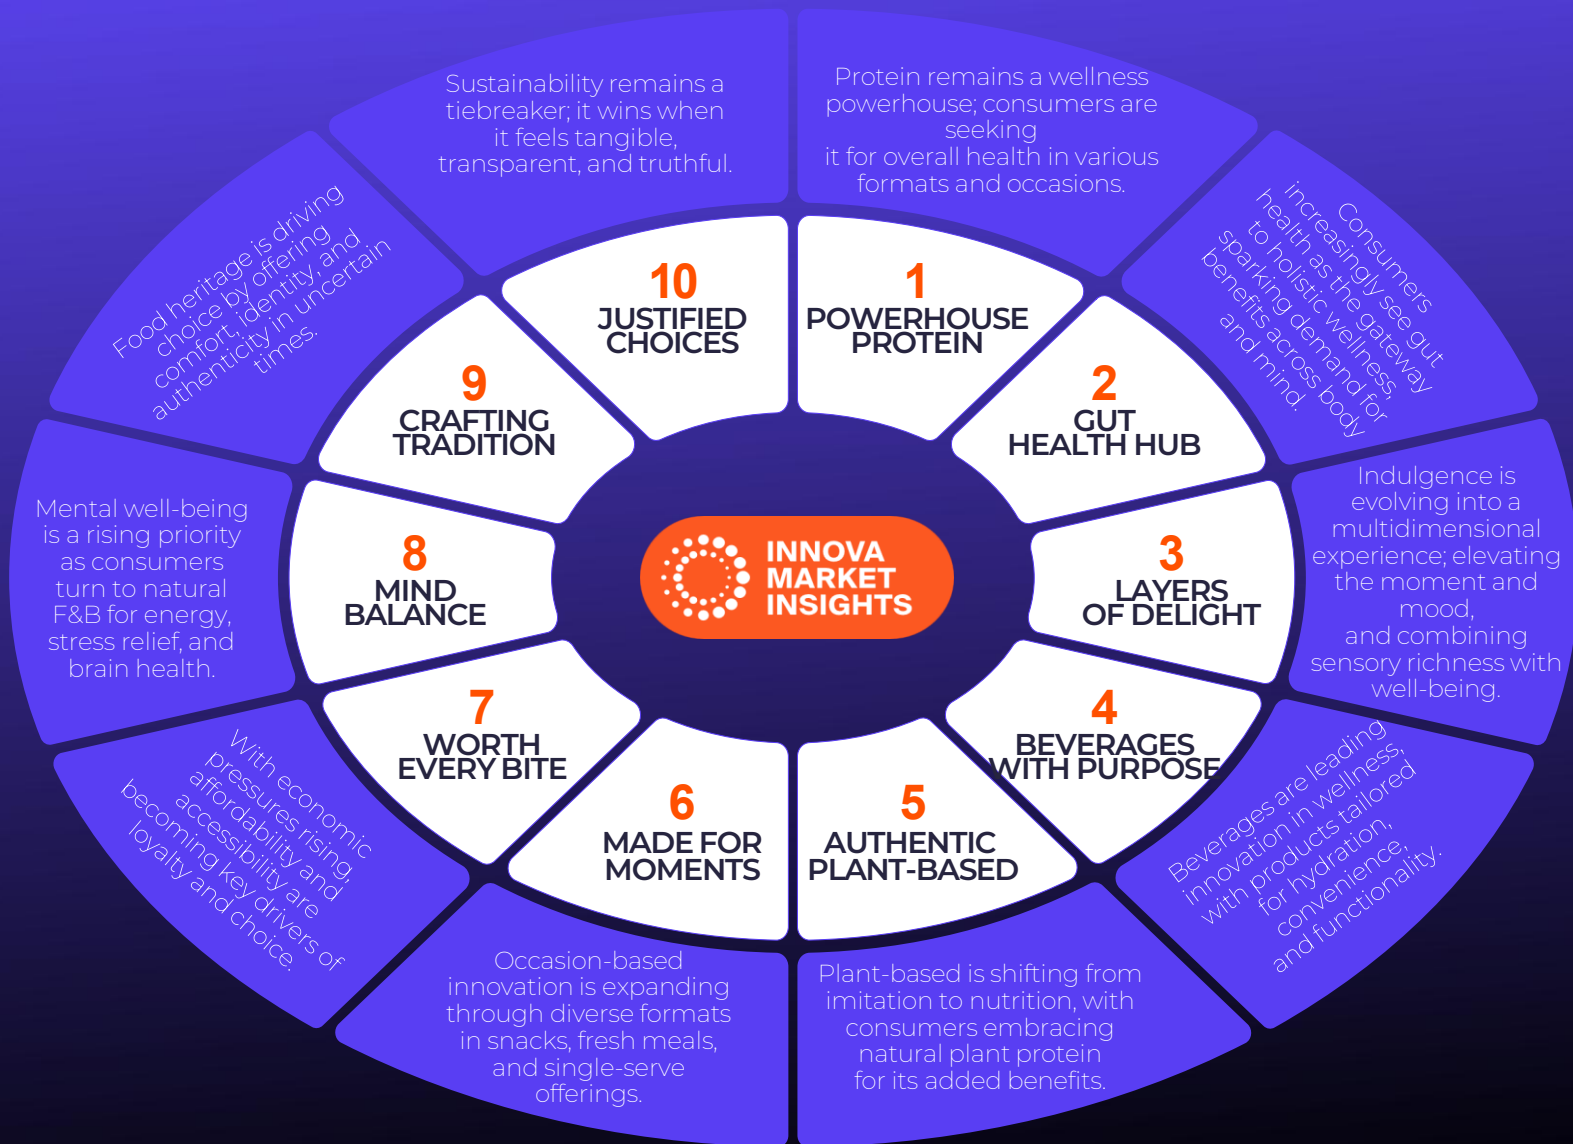 1
POWERHOUSE
PROTEIN
Protein remains a wellness
powerhouse; consumers are
seeking
it for overall health in various
formats and occasions.
2
GUT
HEALTH HUB
Consumers
increasingly see gut
health as the gateway
to holistic wellness,
sparking demand for
benefits across body
and mind.
3
LAYERS
OF DELIGHT
Indulgence is
evolving into a
multidimensional
experience; elevating
the moment and
mood,
and combining
sensory richness with
well-being.
4
BEVERAGES
WITH PURPOSE
Beverages are leading
innovation in wellness,
with products tailored
for hydration,
convenience,
and functionality.
5
AUTHENTIC
PLANT-BASED
Plant-based is shifting from
imitation to nutrition, with
consumers embracing
natural plant protein
for its added benefits.
6
MADE FOR
MOMENTS
Occasion-based
innovation is expanding
through diverse formats
in snacks, fresh meals,
and single-serve
offerings.
7
WORTH
EVERY BITE
With economic
pressures rising,
affordability and
accessibility are
becoming key drivers of
loyalty and choice.
8
MIND
BALANCE
Mental well-being
is a rising priority
as consumers
turn to natural
F&B for energy,
stress relief, and
brain health.
9
CRAFTING
TRADITION
Food heritage is driving
choice by offering
comfort, identity, and
authenticity in uncertain
times.
10
JUSTIFIED
CHOICES
Sustainability remains a
tiebreaker; it wins when
it feels tangible,
transparent, and truthful.
INNOVA
MARKET
INSIGHTS